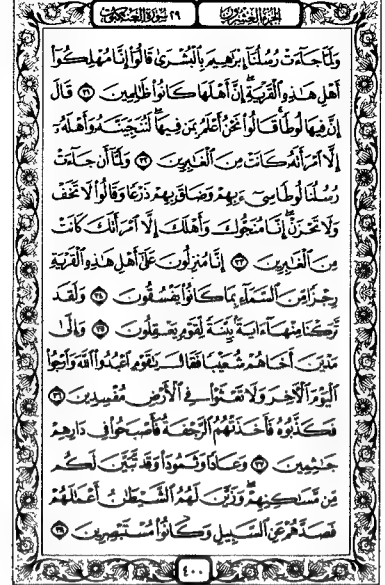 الجزء العشرون ٢٩ سورة العنكبوت
وَلَمَّا جَآءَتْ رُسُلُنَآ إِبْرَٰهِيمَ بِٱلْبُشْرَىٰ قَالُوٓا۟ إِنَّا مُهْلِكُوٓا۟
أَهْلِ هَٰذِهِ ٱلْقَرْيَةِ ۖ إِنَّ أَهْلَهَا كَانُوا۟ ظَٰلِمِينَ ٣١ قَالَ
إِنَّ فِيهَا لُوطًا ۚ قَالُوا۟ نَحْنُ أَعْلَمُ بِمَن فِيهَا ۖ لَنُنَجِّيَنَّهُۥ وَأَهْلَهُۥٓ
إِلَّا ٱمْرَأَتَهُۥ كَانَتْ مِنَ ٱلْغَٰبِرِينَ ٣٢ وَلَمَّآ أَن جَآءَتْ
رُسُلُنَا لُوطًا سِىٓءَ بِهِمْ وَضَاقَ بِهِمْ ذَرْعًا وَقَالُوا۟ لَا تَخَفْ
وَلَا تَحْزَنْ ۖ إِنَّا مُنَجُّوكَ وَأَهْلَكَ إِلَّا ٱمْرَأَتَكَ كَانَتْ
مِنَ ٱلْغَٰبِرِينَ ٣٣ إِنَّا مُنزِلُونَ عَلَىٰٓ أَهْلِ هَٰذِهِ ٱلْقَرْيَةِ
رِجْزًا مِّنَ ٱلسَّمَآءِ بِمَا كَانُوا۟ يَفْسُقُونَ ٣٤ وَلَقَد
تَّرَكْنَا مِنْهَآ ءَايَةًۢ بَيِّنَةً لِّقَوْمٍ يَعْقِلُونَ ٣٥ وَإِلَىٰ
مَدْيَنَ أَخَاهُمْ شُعَيْبًا فَقَالَ يَٰقَوْمِ ٱعْبُدُوا۟ ٱللَّهَ وَٱرْجُوا۟
ٱلْيَوْمَ ٱلْءَاخِرَ وَلَا تَعْثَوْا۟ فِى ٱلْأَرْضِ مُفْسِدِينَ ٣٦
فَكَذَّبُوهُ فَأَخَذَتْهُمُ ٱلرَّجْفَةُ فَأَصْبَحُوا۟ فِى دَارِهِمْ
جَٰثِمِينَ ٣٧ وَعَادًا وَثَمُودَا۟ وَقَد تَّبَيَّنَ لَكُم
مِّن مَّسَٰكِنِهِمْ ۖ وَزَيَّنَ لَهُمُ ٱلشَّيْطَٰنُ أَعْمَٰلَهُمْ
فَصَدَّهُمْ عَنِ ٱلسَّبِيلِ وَكَانُوا۟ مُسْتَبْصِرِينَ ٣٨
٤٠٠